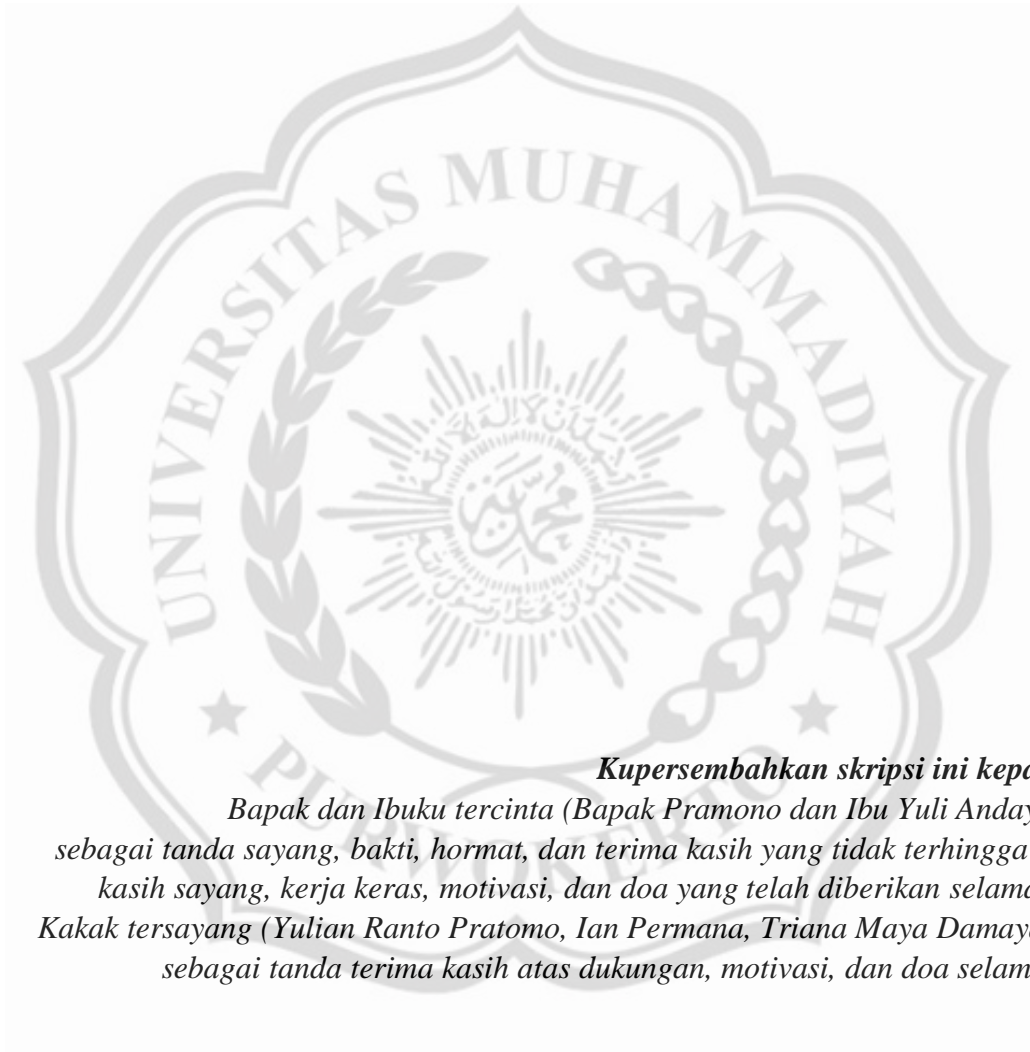 UNIVERSITAS MUHAMMADIYAH
PURWOKERTO
Kupersembahkan skripsi ini kepa
Bapak dan Ibuku tercinta (Bapak Pramono dan Ibu Yuli Anday
sebagai tanda sayang, bakti, hormat, dan terima kasih yang tidak terhingga
kasih sayang, kerja keras, motivasi, dan doa yang telah diberikan selama
Kakak tersayang (Yulian Ranto Pratomo, Ian Permana, Triana Maya Damaya
sebagai tanda terima kasih atas dukungan, motivasi, dan doa selam